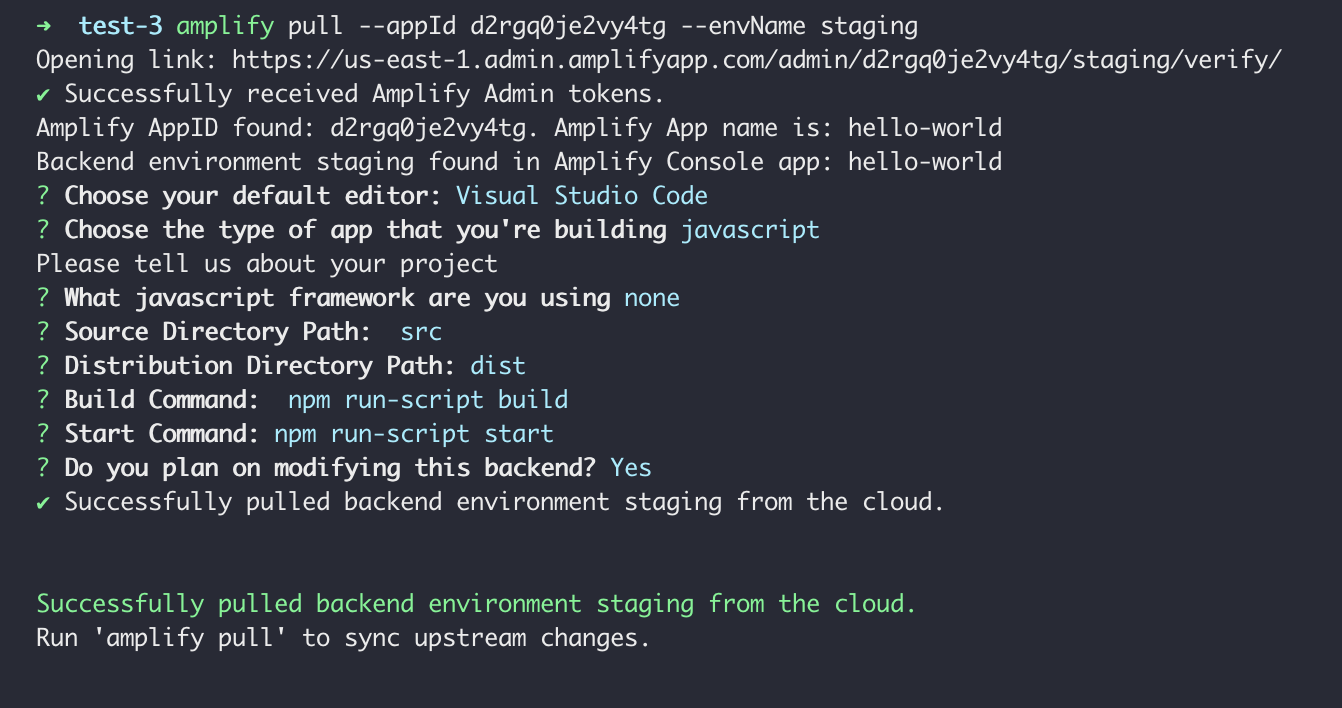 ➜  test-3 amplify pull --appId d2rgq0je2vy4tg --envName staging
Opening link: https://us-east-1.admin.amplifyapp.com/admin/d2rgq0je2vy4tg/staging/verify/
✔ Successfully received Amplify Admin tokens.
Amplify AppID found: d2rgq0je2vy4tg. Amplify App name is: hello-world
Backend environment staging found in Amplify Console app: hello-world
? Choose your default editor: Visual Studio Code
? Choose the type of app that you're building javascript
Please tell us about your project
? What javascript framework are you using none
? Source Directory Path:  src
? Distribution Directory Path: dist
? Build Command:  npm run-script build
? Start Command: npm run-script start
? Do you plan on modifying this backend? Yes
✔ Successfully pulled backend environment staging from the cloud.
Successfully pulled backend environment staging from the cloud.
Run 'amplify pull' to sync upstream changes.